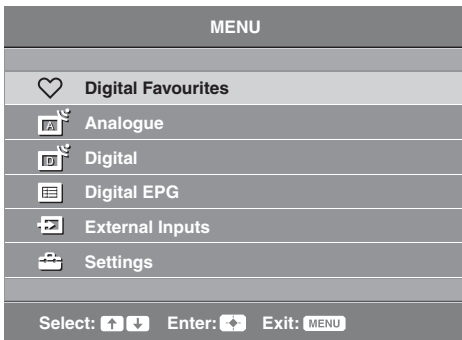 MENU
Digital Favourites
A Analogue
D Digital
Digital EPG
External Inputs
Settings
Select: Enter: Exit: MENU